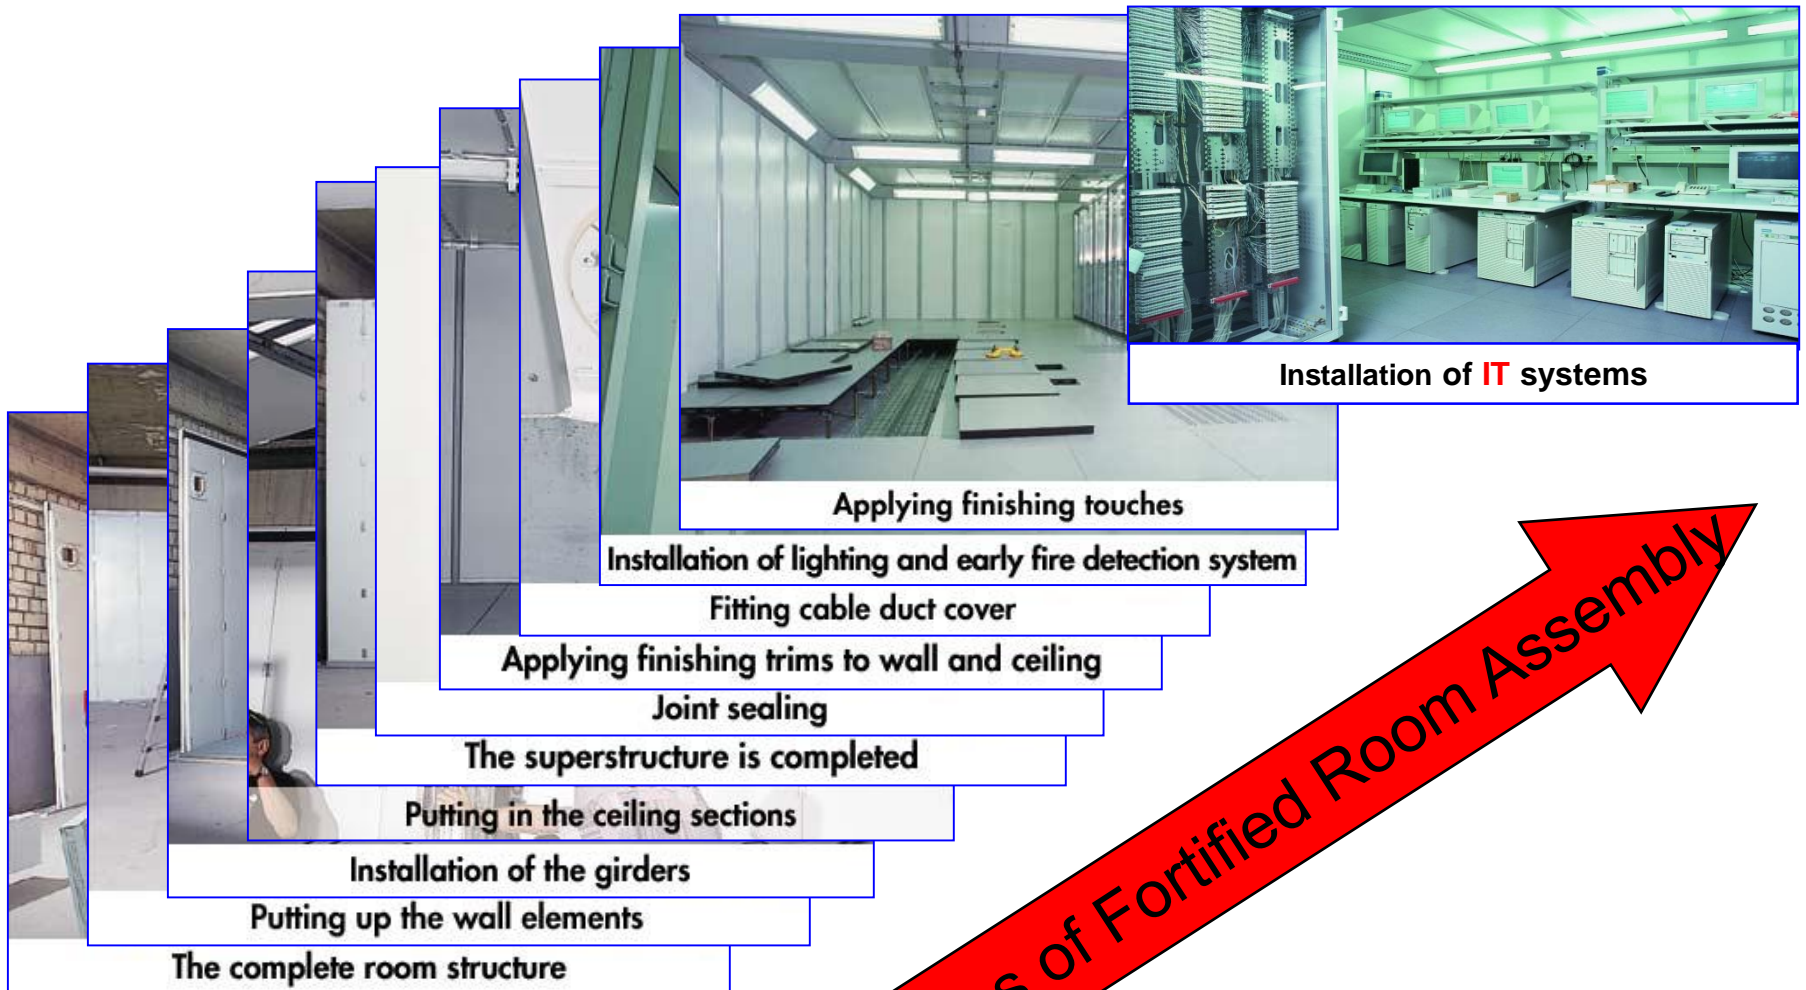 Installation of IT systems
Applying finishing touches
Installation of lighting and early fire detection system
Fitting cable duct cover
Applying finishing trims to wall and ceiling
Joint sealing
The superstructure is completed
Putting in the ceiling sections
Installation of the girders
Putting up the wall elements
The complete room structure
of Fortified Room Assembly